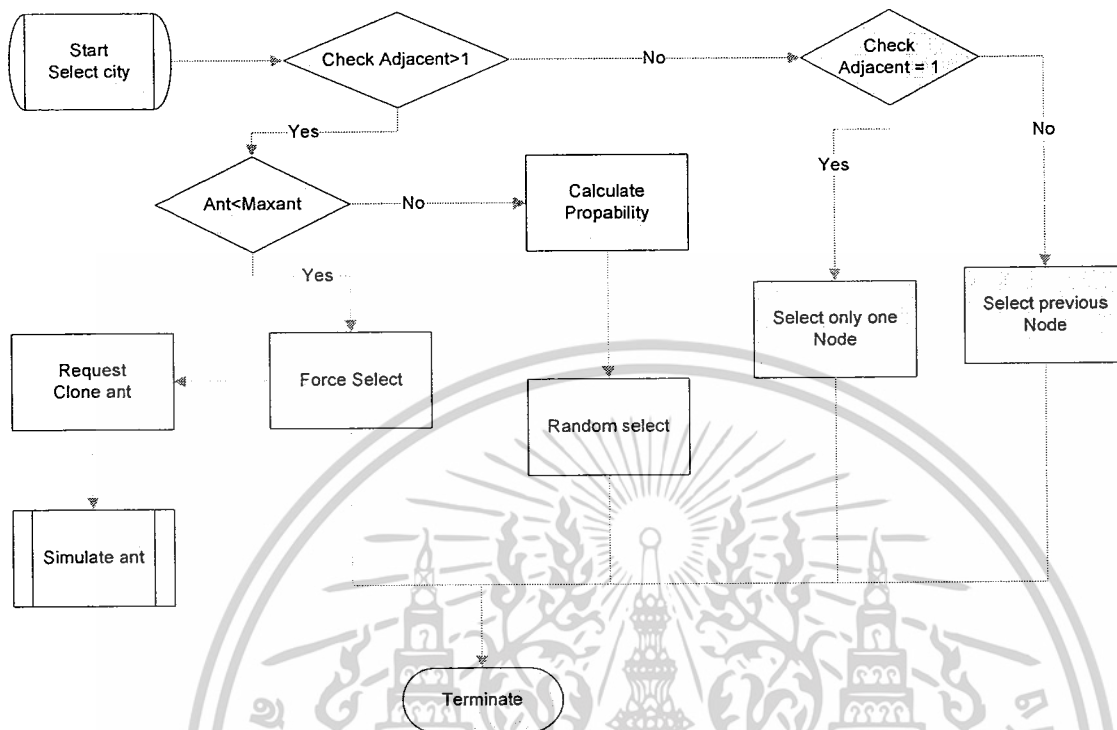 Start
Select city
Check Adjacent>1
No
Check
Adjacent = 1
Yes
No
Yes
Ant<Maxant
No
Calculate
Propability
Yes
Select only one
Node
Select previous
Node
Request
Clone ant
Force Select
Random select
Simulate ant
Terminate